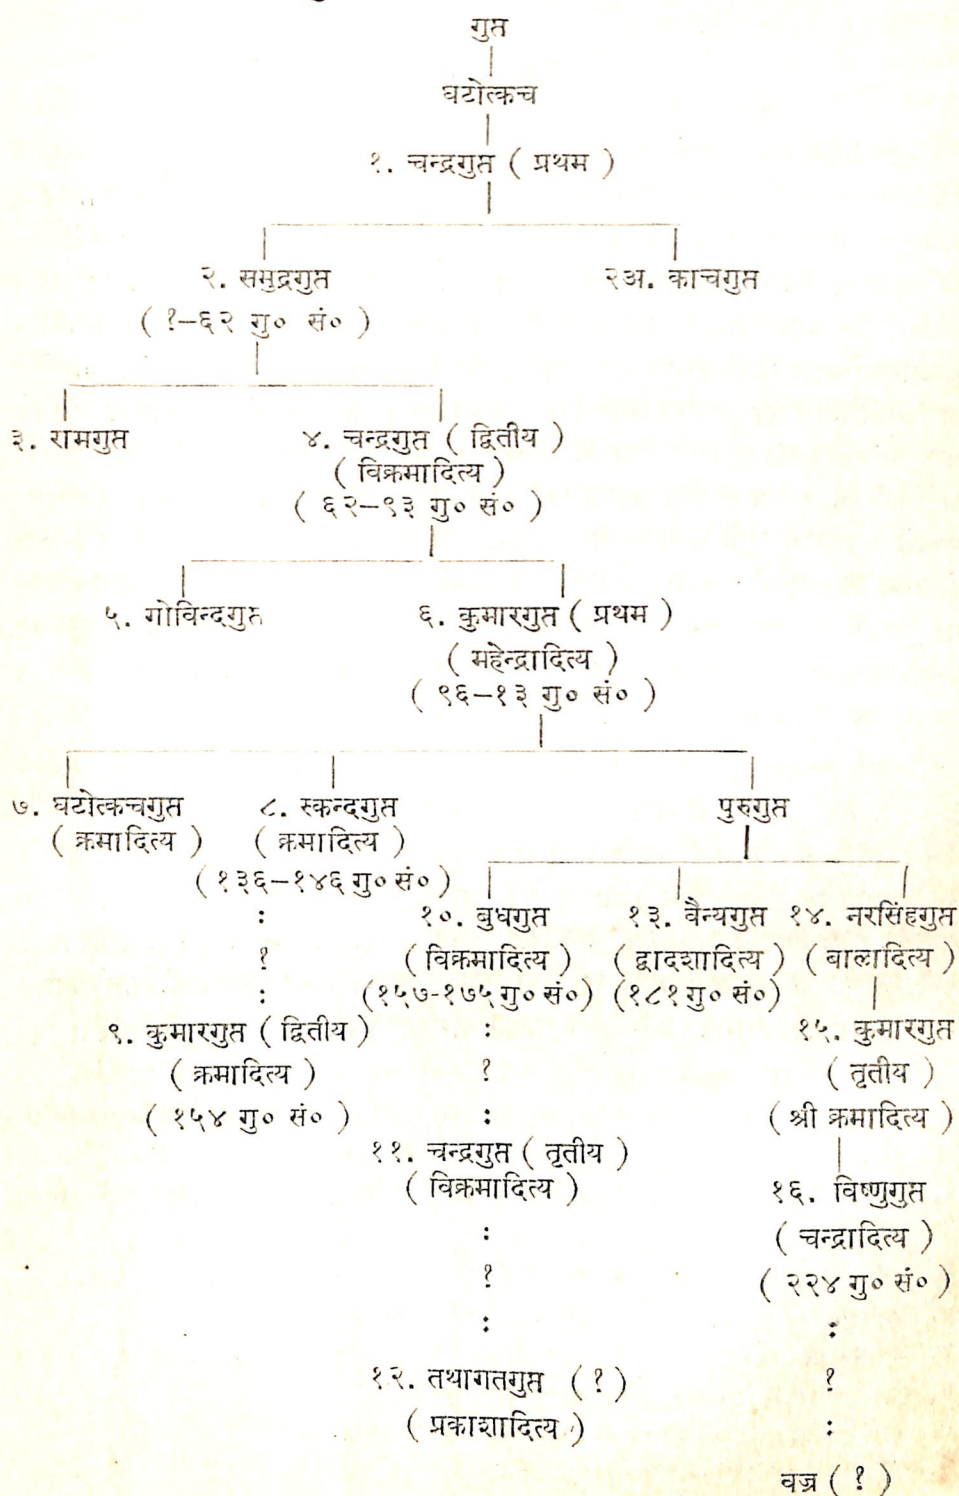 गुप्त
घटोत्कच
१. चन्द्रगुप्त ( प्रथम )
२. समुद्रगुप्त २अ. काचगुप्त
( १–६२ गु० सं० )
३. रामगुप्त ४. चन्द्रगुप्त ( द्वितीय )
( विक्रमादित्य )
( ६२–९३ गु० सं० )
५. गोविन्दगुप्त ६. कुमारगुप्त ( प्रथम )
( महेन्द्रादित्य )
( ९६–१३ गु० सं० )
७. घटोत्कचगुप्त ८. स्कन्दगुप्त पुरुगुप्त
( क्रमादित्य ) ( क्रमादित्य )
( १३६–१४६ गु० सं० )
: १०. बुधगुप्त १३. वैन्यगुप्त १४. नरसिंहगुप्त
? ( विक्रमादित्य ) ( द्वादशादित्य ) ( बालादित्य )
: (१५७-१७५ गु० सं०) (१८१ गु० सं०)
९. कुमारगुप्त ( द्वितीय ) : १५. कुमारगुप्त
( क्रमादित्य ) ? ( तृतीय )
( १५४ गु० सं० ) : ( श्री क्रमादित्य )
११. चन्द्रगुप्त ( तृतीय )
( विक्रमादित्य ) १६. विष्णुगुप्त
: ( चन्द्रादित्य )
? ( २२४ गु० सं० )
: :
१२. तथागतगुप्त ( ? ) ?
( प्रकाशादित्य ) :
वज्र ( ? )